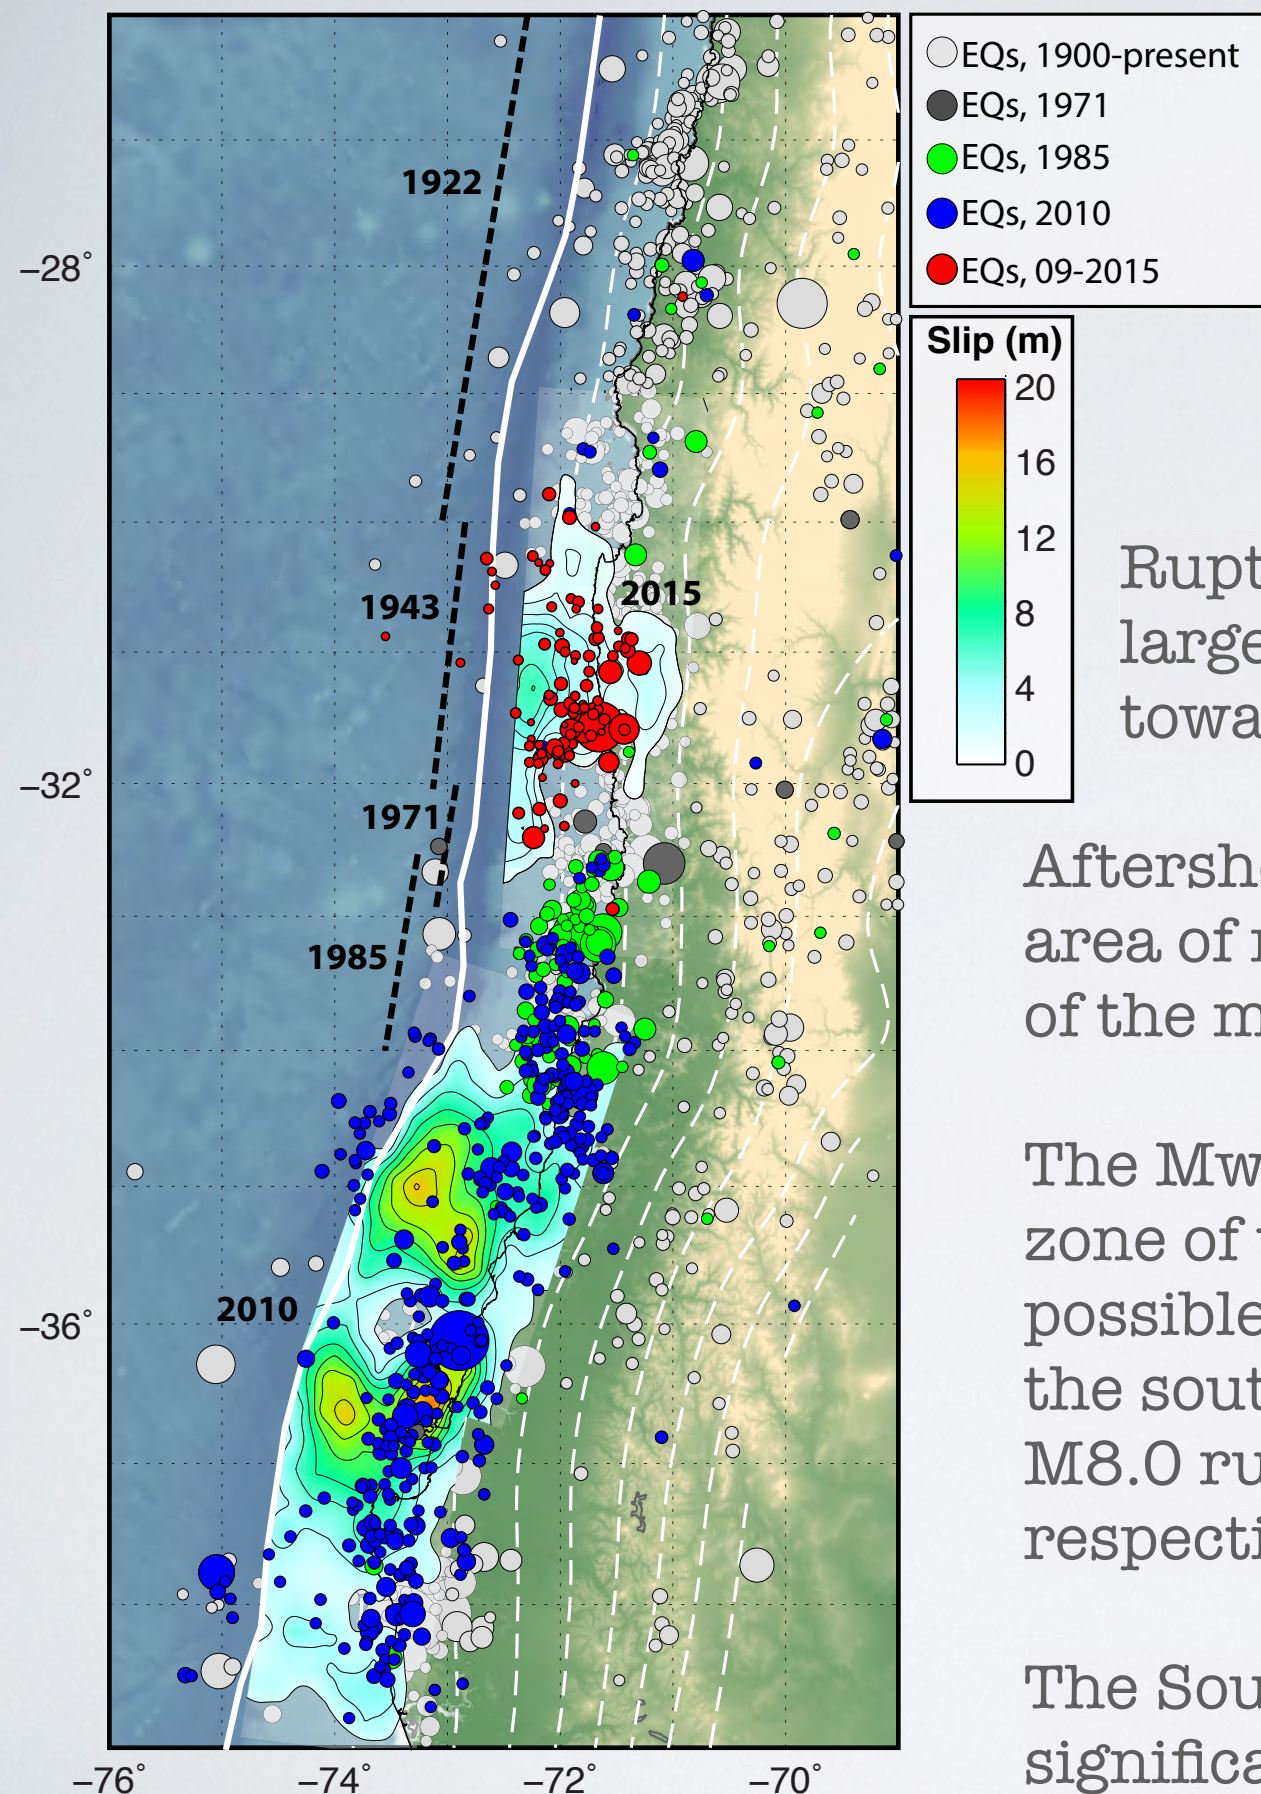 EQs, 1900-present
EQs, 1971
EQs, 1985
EQs, 2010
EQs, 09-2015
Slip (m)
20
16
12
8
4
0
1922
1943
1971
1985
2010
2015
−28°
−32°
−36°
−76°
−74°
−72°
−70°
Rupt
large
towa
Aftersh
area of
of the m
The Mw
zone of
possible
the sout
M8.0 ru
respecti
The Sou
significa